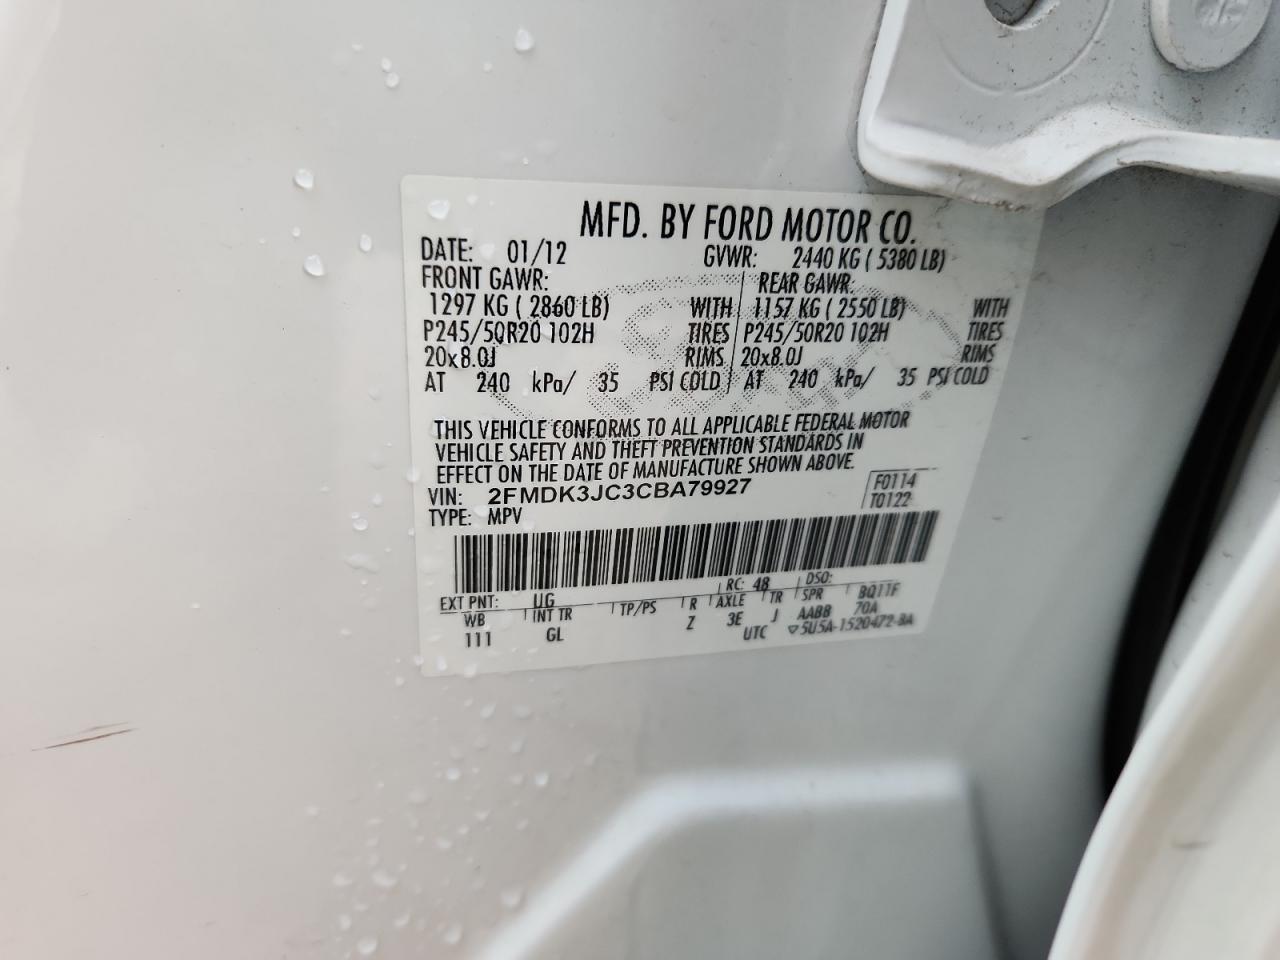 MFD. BY FORD MOTOR CO.
DATE: 01/12 GVWR: 2440 KG ( 5380 LB)
FRONT GAWR: REAR GAWR:
1297 KG ( 2860 LB) WITH 1157 KG ( 2550 LB) WITH
P245/50R20 102H TIRES P245/50R20 102H TIRES
20x8.0J RIMS 20x8.0J RIMS
AT 240 kPa/ 35 PSI COLD AT 240 kPa/ 35 PSI COLD
THIS VEHICLE CONFORMS TO ALL APPLICABLE FEDERAL MOTOR
VEHICLE SAFETY AND THEFT PREVENTION STANDARDS IN
EFFECT ON THE DATE OF MANUFACTURE SHOWN ABOVE.
VIN: 2FMDK3JC3CBA79927 F0114
TYPE: MPV T0122
EXT PNT: UG RC: 48 DSO:
WB INT TR TP/PS R AXLE TR SPR BQ11F
111 GL Z 3E J AABB 70A
UTC ▽5U5A-1520472-BA